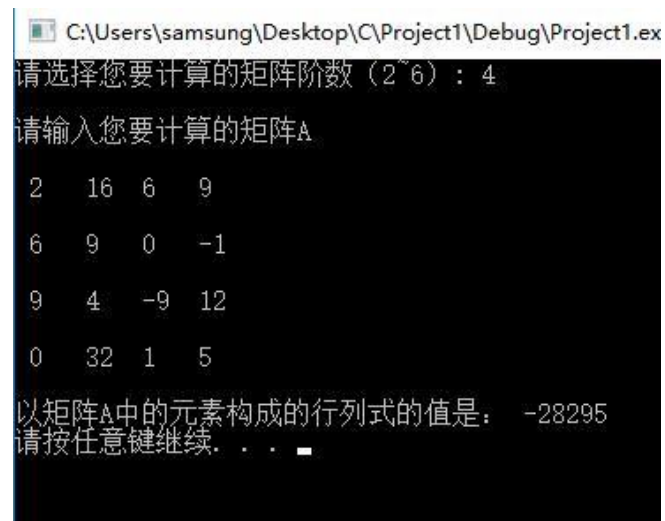 C:\Users\samsung\Desktop\C\Project1\Debug\Project1.ex
请选择您要计算的矩阵阶数（2~6）: 4
请输入您要计算的矩阵A
2 16 6 9
6 9 0 -1
9 4 -9 12
0 32 1 5
以矩阵A中的元素构成的行列式的值是： -28295
请按任意键继续. . .